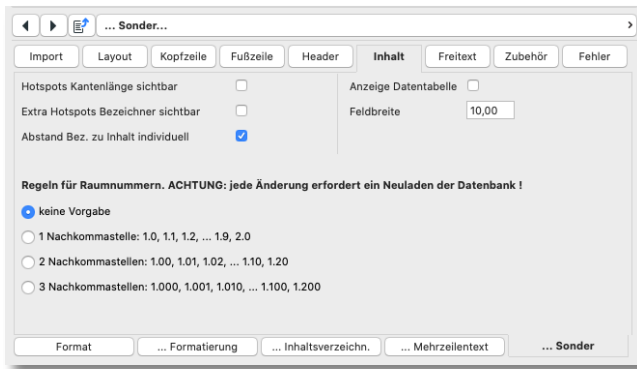 ... Sonder...
Import Layout Kopfzeile Fußzeile Header Inhalt Freitext Zubehör Fehler
Hotspots Kantenlänge sichtbar
Extra Hotspots Bezeichner sichtbar
Abstand Bez. zu Inhalt individuell
Anzeige Datentabelle
Feldbreite 10,00
Regeln für Raumnummern. ACHTUNG: jede Änderung erfordert ein Neuladen der Datenbank !
keine Vorgabe
1 Nachkommastelle: 1.0, 1.1, 1.2, ... 1.9, 2.0
2 Nachkommastellen: 1.00, 1.01, 1.02, ... 1.10, 1.20
3 Nachkommastellen: 1.000, 1.001, 1.010, ... 1.100, 1.200
Format ... Formatierung ... Inhaltsverzeichn. ... Mehrzeilentext ... Sonder